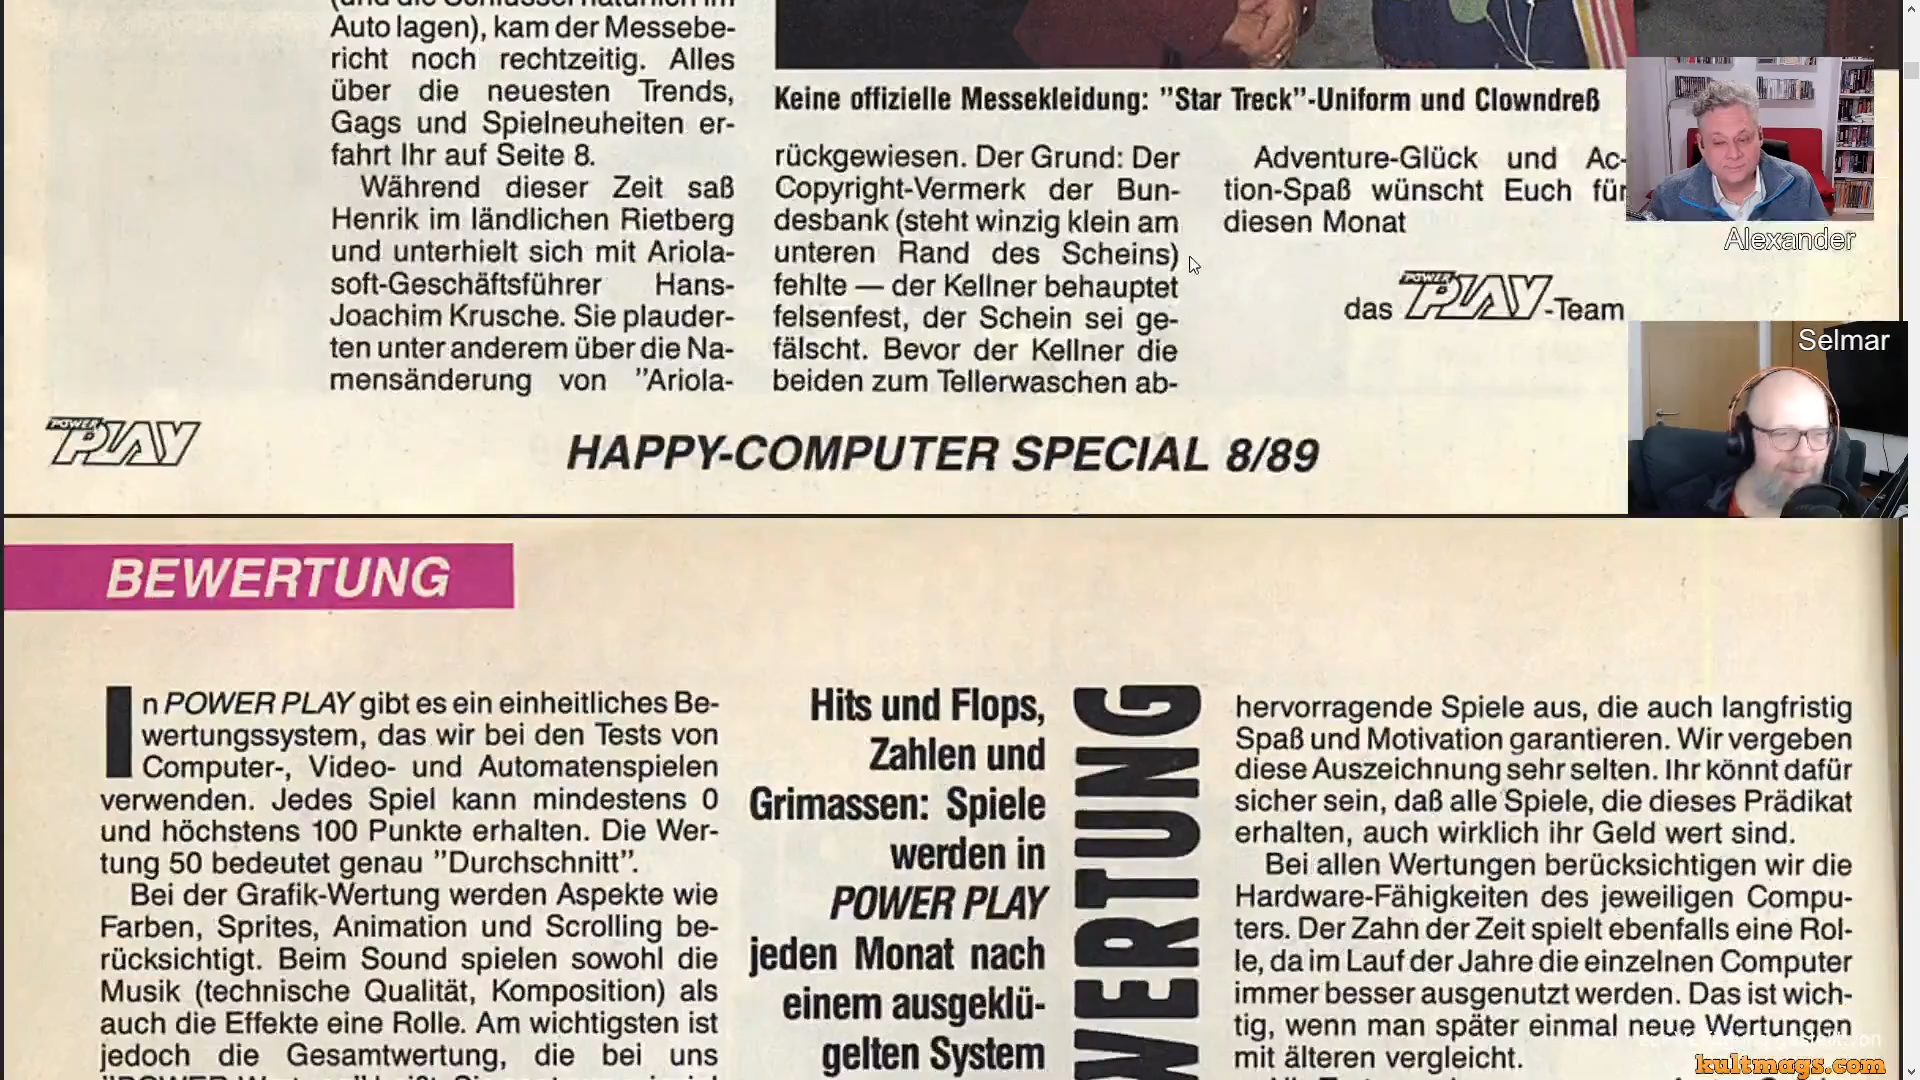 (und die Schlüssel natürlich im
Auto lagen), kam der Messebe-
richt noch rechtzeitig. Alles
über die neuesten Trends,
Gags und Spielneuheiten er-
fahrt Ihr auf Seite 8.
Während dieser Zeit saß
Henrik im ländlichen Rietberg
und unterhielt sich mit Ariola-
soft-Geschäftsführer Hans-
Joachim Krusche. Sie plauder-
ten unter anderem über die Na-
mensänderung von "Ariola-
Keine offizielle Messekleidung: "Star Treck"-Uniform und Clowndreß
rückgewiesen. Der Grund: Der
Copyright-Vermerk der Bun-
desbank (steht winzig klein am
unteren Rand des Scheins)
fehlte — der Kellner behauptet
felsenfest, der Schein sei ge-
fälscht. Bevor der Kellner die
beiden zum Tellerwaschen ab-
Adventure-Glück und Ac-
tion-Spaß wünscht Euch für
diesen Monat
das POWER PLAY-Team
Alexander
Selmar
POWER PLAY
HAPPY-COMPUTER SPECIAL 8/89
BEWERTUNG
In POWER PLAY gibt es ein einheitliches Be-
wertungssystem, das wir bei den Tests von
Computer-, Video- und Automatenspielen
verwenden. Jedes Spiel kann mindestens 0
und höchstens 100 Punkte erhalten. Die Wer-
tung 50 bedeutet genau "Durchschnitt".
Bei der Grafik-Wertung werden Aspekte wie
Farben, Sprites, Animation und Scrolling be-
rücksichtigt. Beim Sound spielen sowohl die
Musik (technische Qualität, Komposition) als
auch die Effekte eine Rolle. Am wichtigsten ist
jedoch die Gesamtwertung, die bei uns
Hits und Flops,
Zahlen und
Grimassen: Spiele
werden in
POWER PLAY
jeden Monat nach
einem ausgeklü-
gelten System
WERTUNG
hervorragende Spiele aus, die auch langfristig
Spaß und Motivation garantieren. Wir vergeben
diese Auszeichnung sehr selten. Ihr könnt dafür
sicher sein, daß alle Spiele, die dieses Prädikat
erhalten, auch wirklich ihr Geld wert sind.
Bei allen Wertungen berücksichtigen wir die
Hardware-Fähigkeiten des jeweiligen Compu-
ters. Der Zahn der Zeit spielt ebenfalls eine Rol-
le, da im Lauf der Jahre die einzelnen Computer
immer besser ausgenutzt werden. Das ist wich-
tig, wenn man später einmal neue Wertungen
mit älteren vergleicht.
kultmags.com